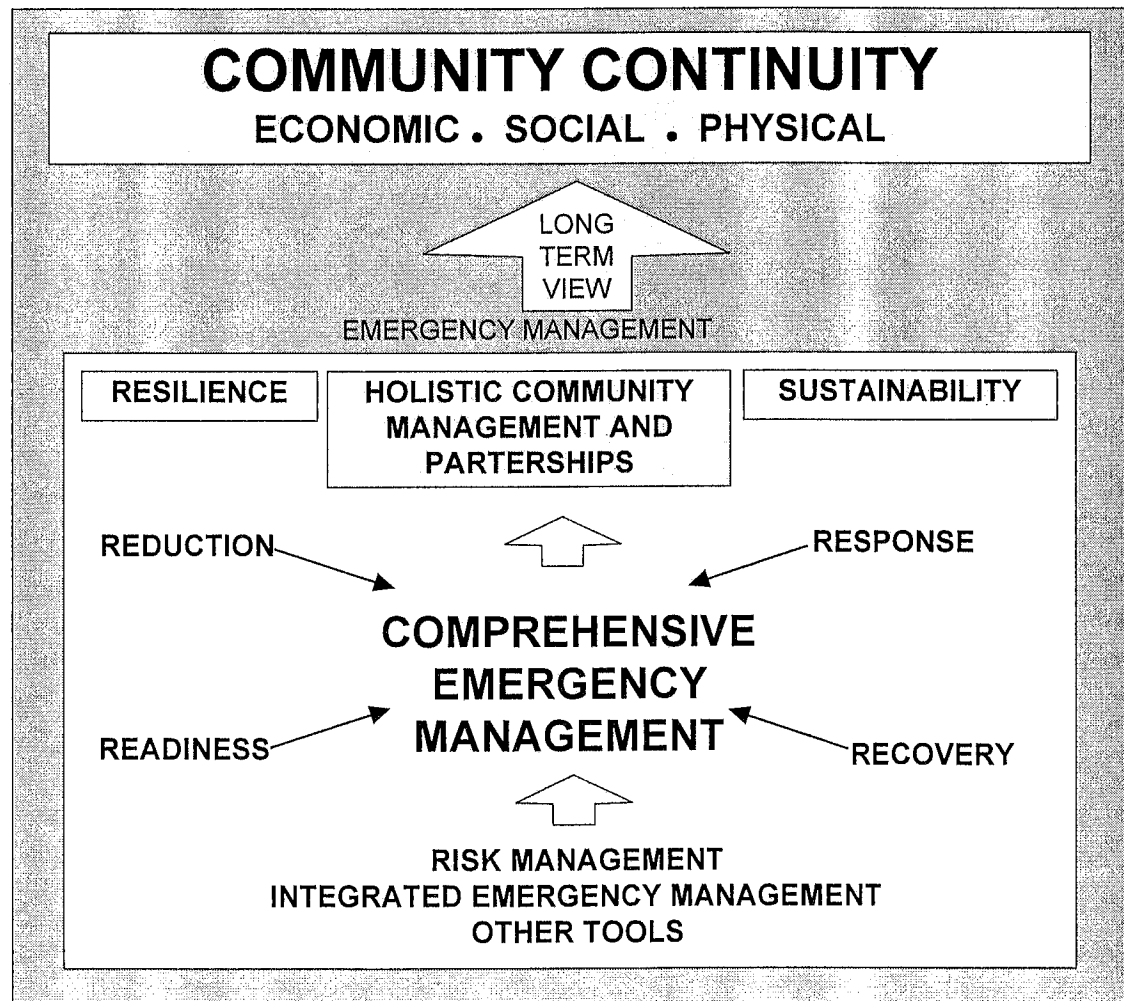 COMMUNITY CONTINUITY
ECONOMIC . SOCIAL . PHYSICAL
LONG
TERM
VIEW
EMERGENCY MANAGEMENT
RESILIENCE
HOLISTIC COMMUNITY
MANAGEMENT AND
PARTERSHIPS
SUSTAINABILITY
REDUCTION
RESPONSE
COMPREHENSIVE
EMERGENCY
MANAGEMENT
READINESS
RECOVERY
RISK MANAGEMENT
INTEGRATED EMERGENCY MANAGEMENT
OTHER TOOLS